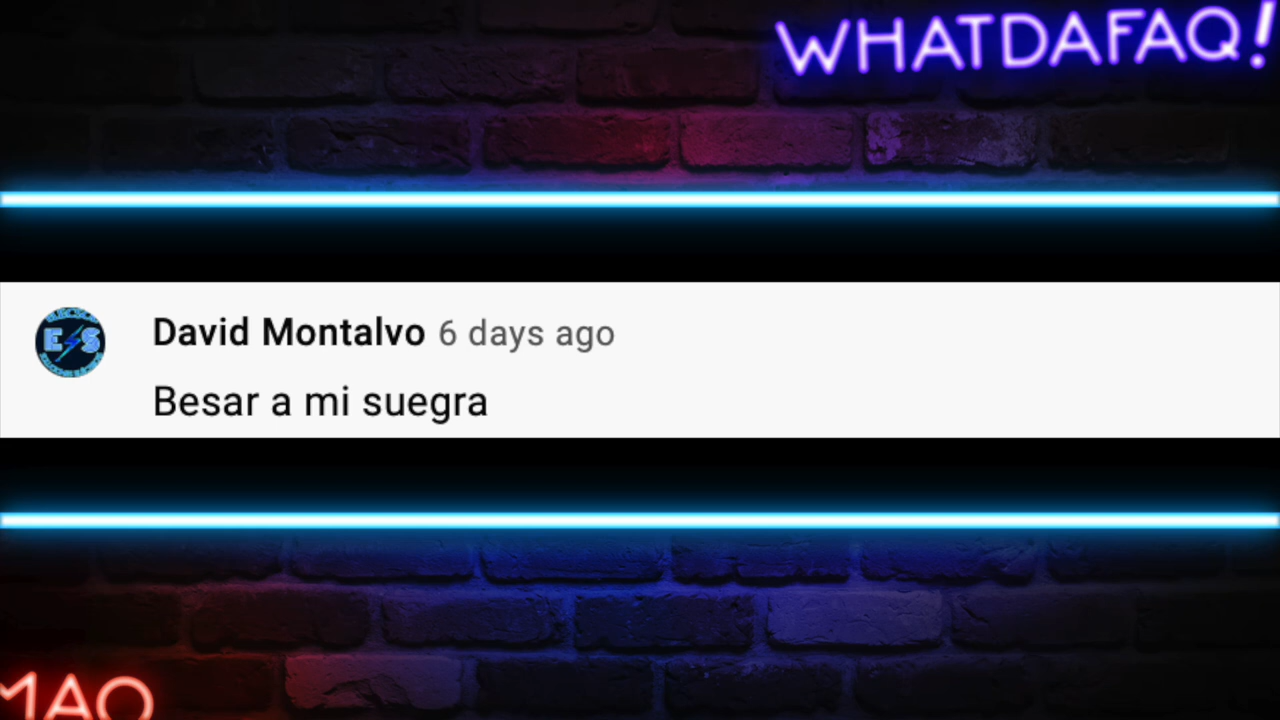 WHATDAFAQ!
David Montalvo 6 days ago
E S
Besar a mi suegra
MAO